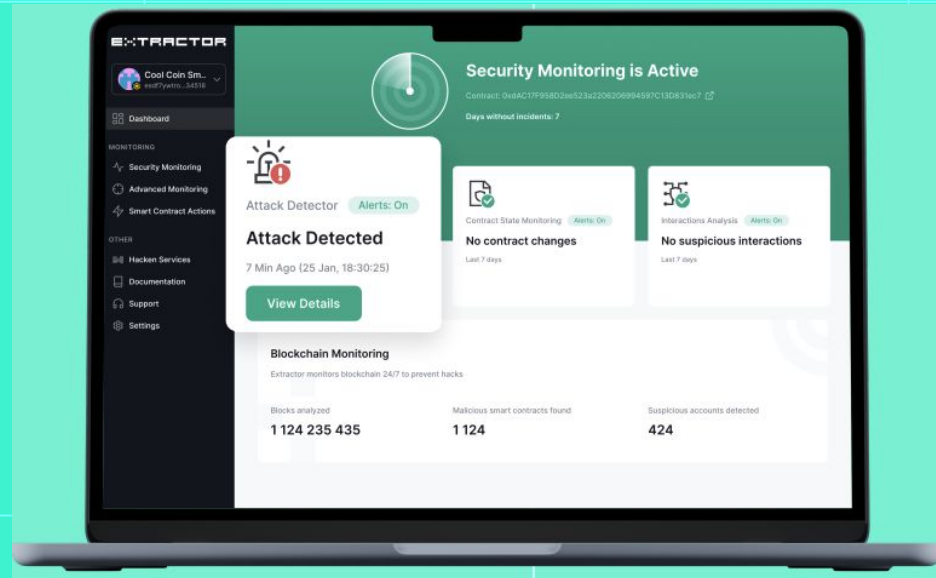 EXTRACTOR
Cool Coin Sm...
Dashboard
MONITORING
Security Monitoring
Advanced Monitoring
Smart Contract Actions
OTHER
Hacken Services
Documentation
Support
Settings
Security Monitoring is Active
Contract:
Days without incidents: 7
Attack Detector Alerts: On
Attack Detected
7 Min Ago (25 Jan, 18:30:25)
View Details
Contract State Monitoring Alerts: On
No contract changes
Last 7 days
Interactions Analysis Alerts: On
No suspicious interactions
Last 7 days
Blockchain Monitoring
Extractor monitors blockchain 24/7 to prevent hacks
Blocks analyzed
1 124 235 435
Malicious smart contracts found
1 124
Suspicious accounts detected
424